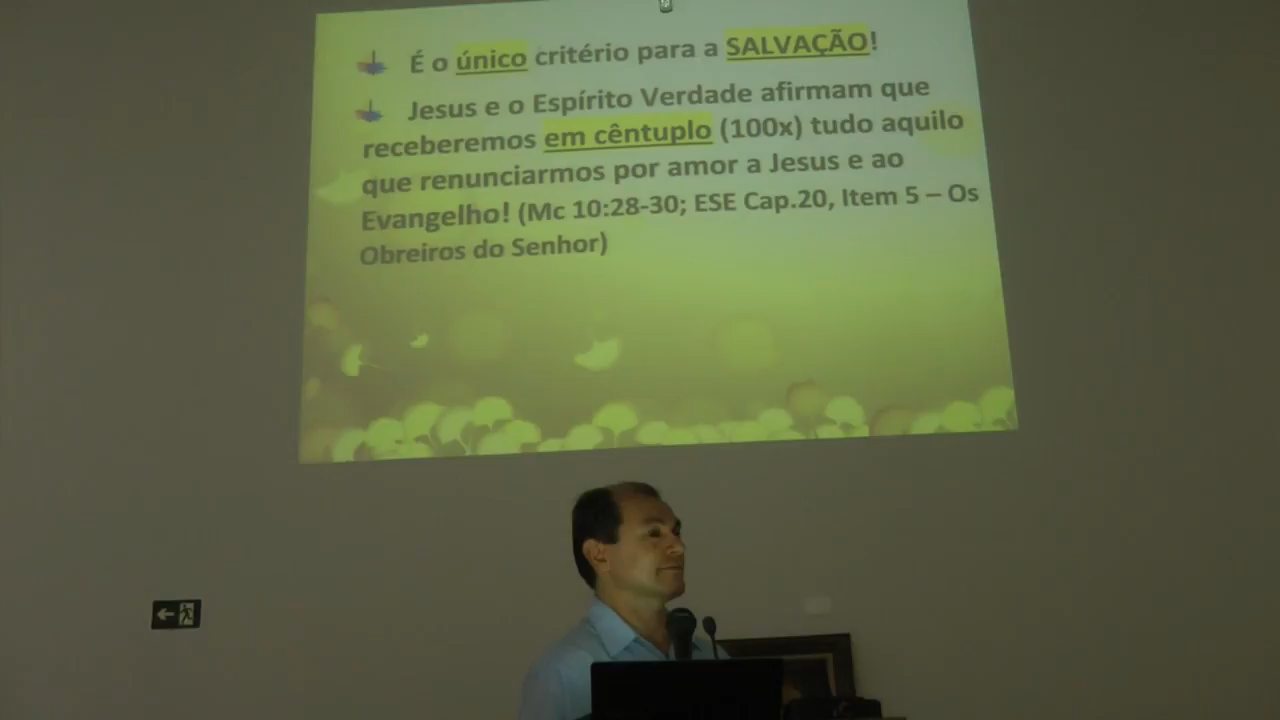 É o único critério para a SALVAÇÃO!
Jesus e o Espírito Verdade afirmam que
receberemos em cêntuplo (100x) tudo aquilo
que renunciarmos por amor a Jesus e ao
Evangelho! (Mc 10:28-30; ESE Cap.20, Item 5 – Os
Obreiros do Senhor)